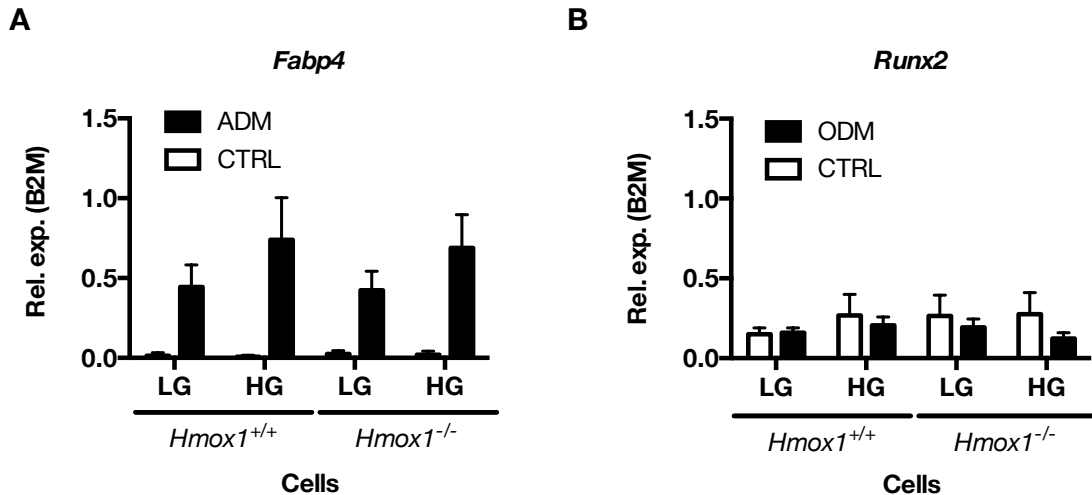 A
Fabp4
ADM
CTRL
Rel. exp. (B2M)
1.5
1.0
0.5
0.0
LG HG LG HG
Hmox1+/+ Hmox1-/-
Cells
B
Runx2
ODM
CTRL
Rel. exp. (B2M)
1.5
1.0
0.5
0.0
LG HG LG HG
Hmox1+/+ Hmox1-/-
Cells